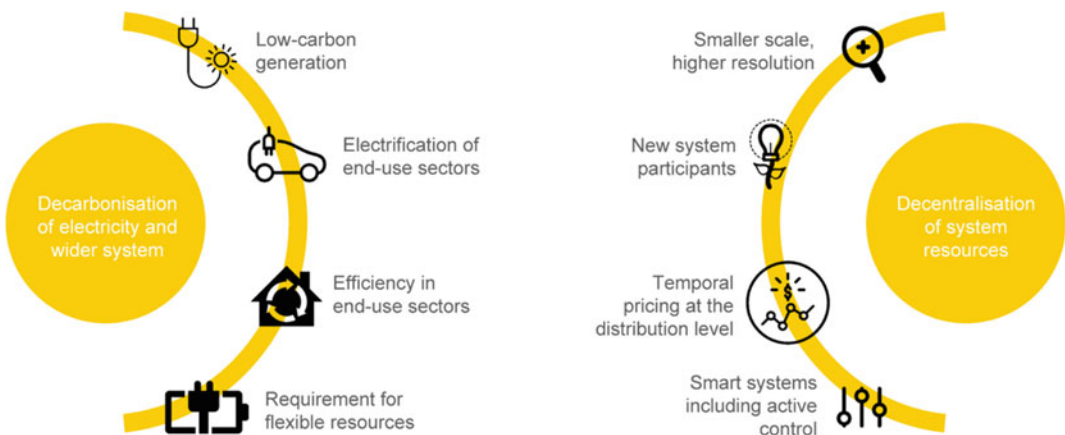 Decarbonisation
of electricity and
wider system
Low-carbon
generation
Electrification of
end-use sectors
Efficiency in
end-use sectors
Requirement for
flexible resources
Smaller scale,
higher resolution
New system
participants
Temporal
pricing at the
distribution level
$
Smart systems
including active
control
Decentralisation
of system
resources